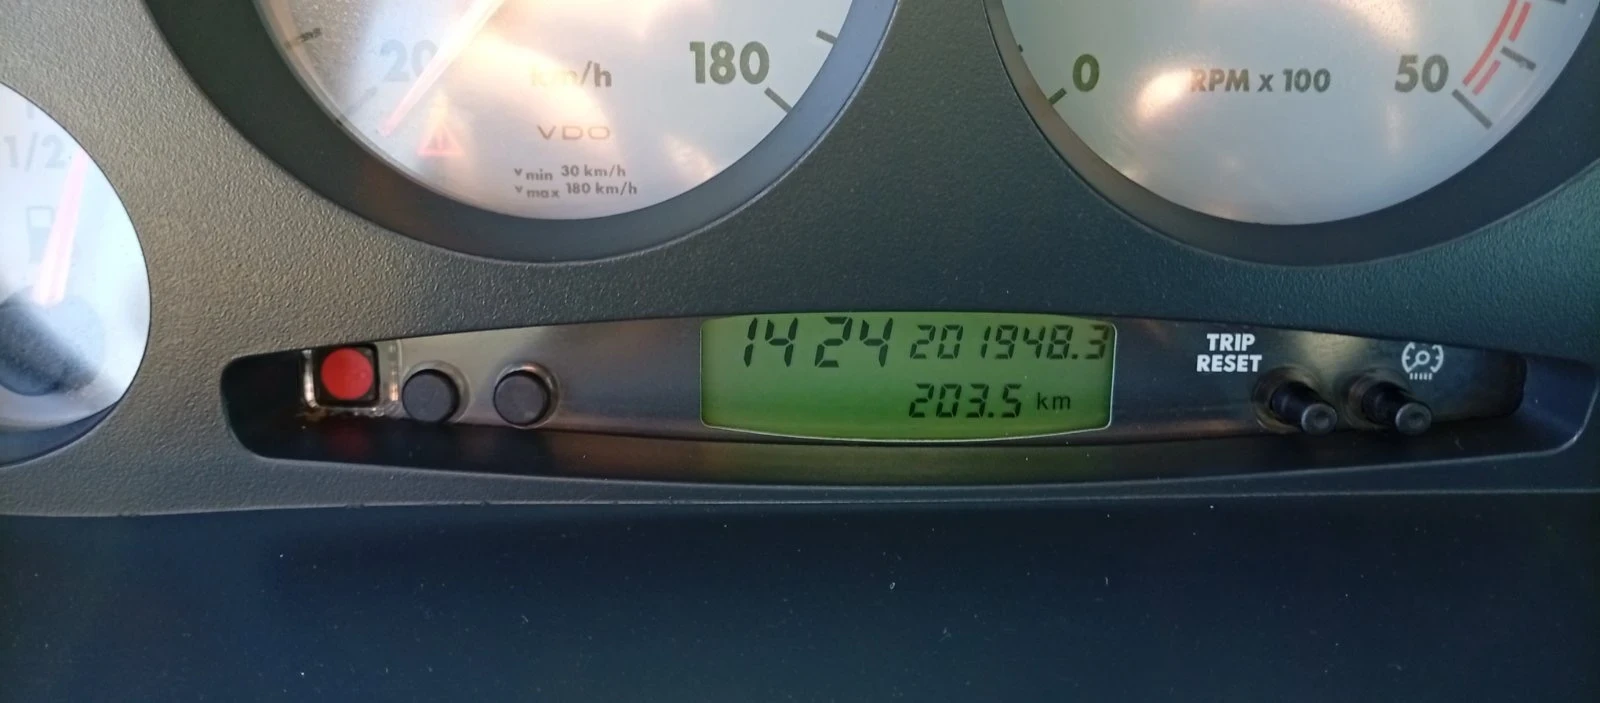 1/2
20 km/h 180
VDO
v min 30 km/h
v max 180 km/h
0 RPM x 100 50
14 24 201948.3
203.5 km
TRIP
RESET